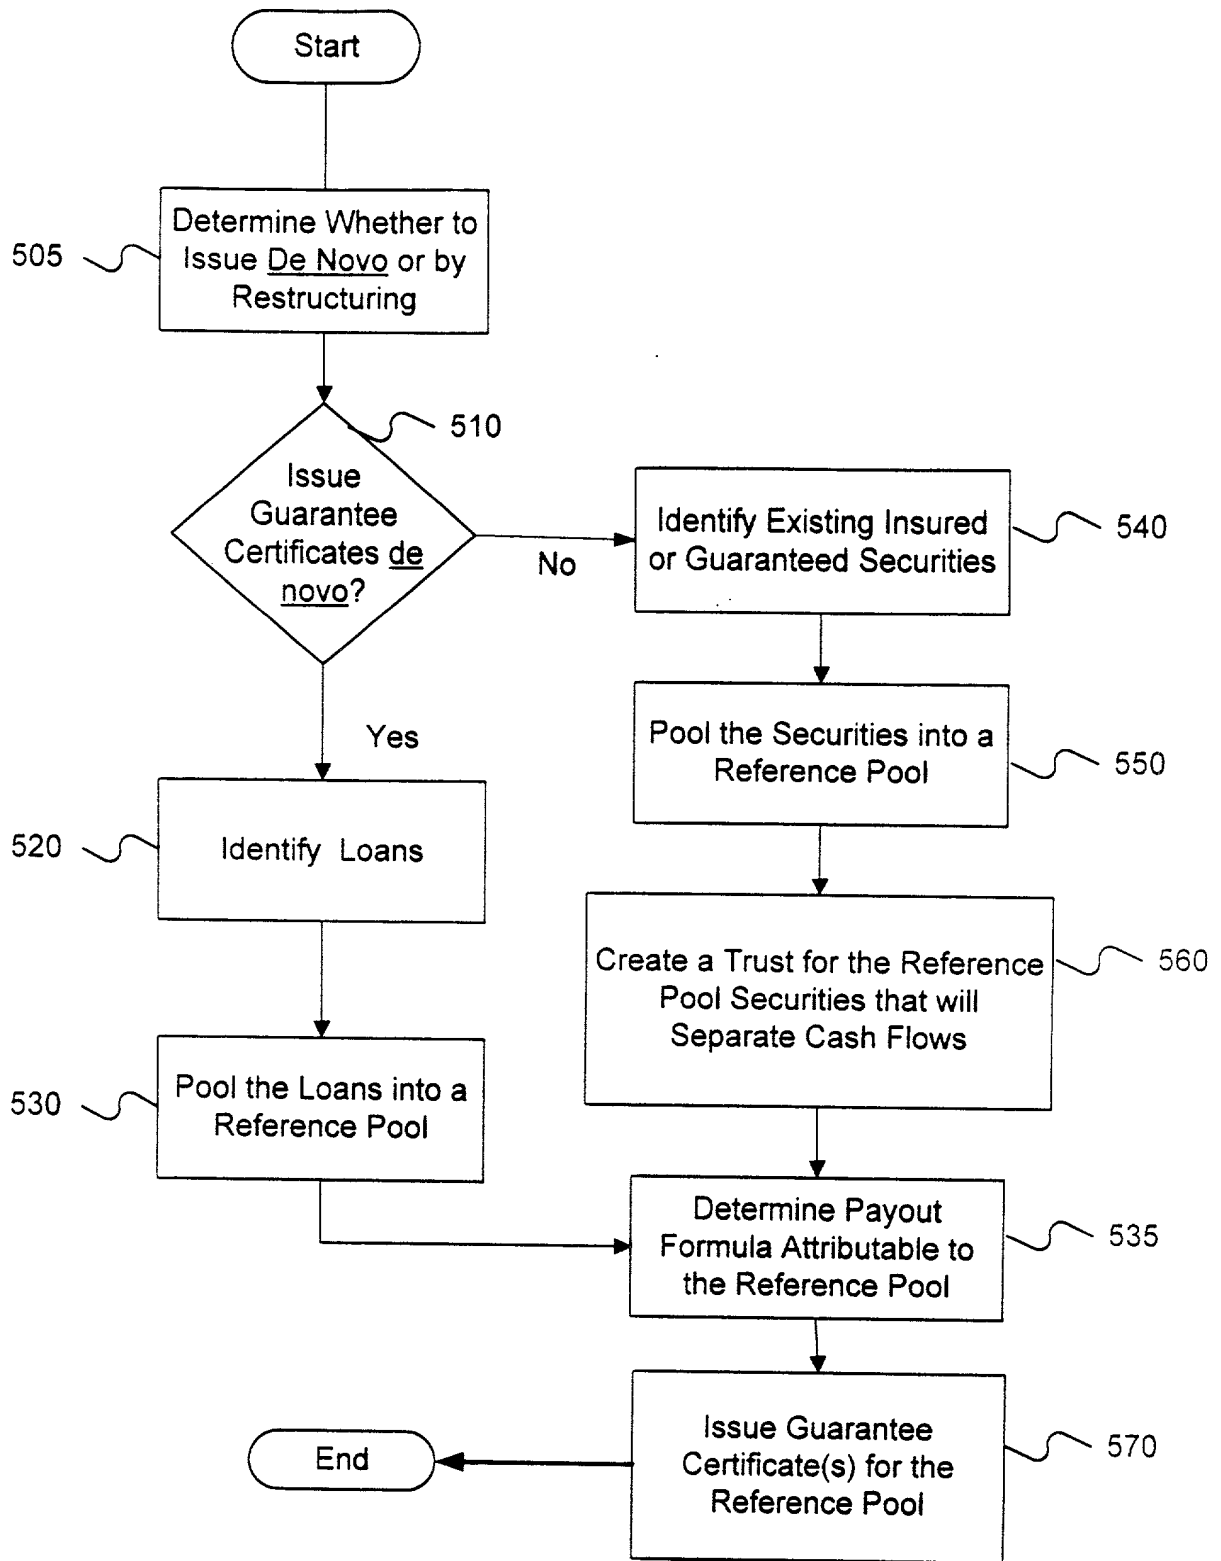 Start
505
Determine Whether to
Issue De Novo or by
Restructuring
510
Issue
Guarantee
Certificates de
novo?
No
Yes
Identify Existing Insured
or Guaranteed Securities
540
Pool the Securities into a
Reference Pool
550
520
Identify Loans
Create a Trust for the Reference
Pool Securities that will
Separate Cash Flows
560
530
Pool the Loans into a
Reference Pool
Determine Payout
Formula Attributable to
the Reference Pool
535
Issue Guarantee
Certificate(s) for the
Reference Pool
570
End